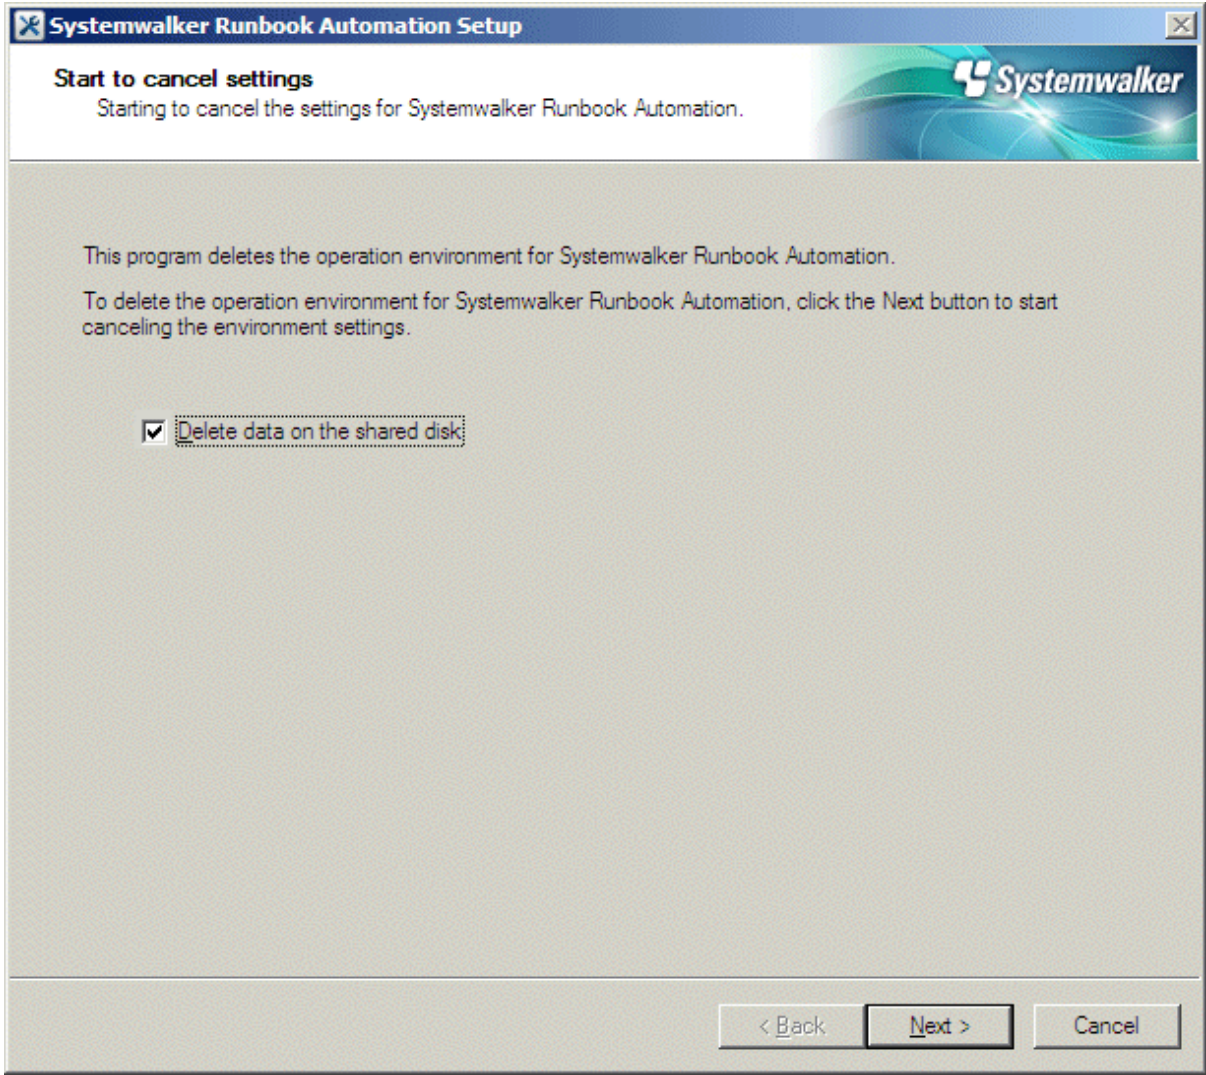 Systemwalker Runbook Automation Setup
Start to cancel settings
Systemwalker
Starting to cancel the settings for Systemwalker Runbook Automation.
This program deletes the operation environment for Systemwalker Runbook Automation.
To delete the operation environment for Systemwalker Runbook Automation, click the Next button to start
canceling the environment settings.
Delete data on the shared disk
< Back
Next >
Cancel